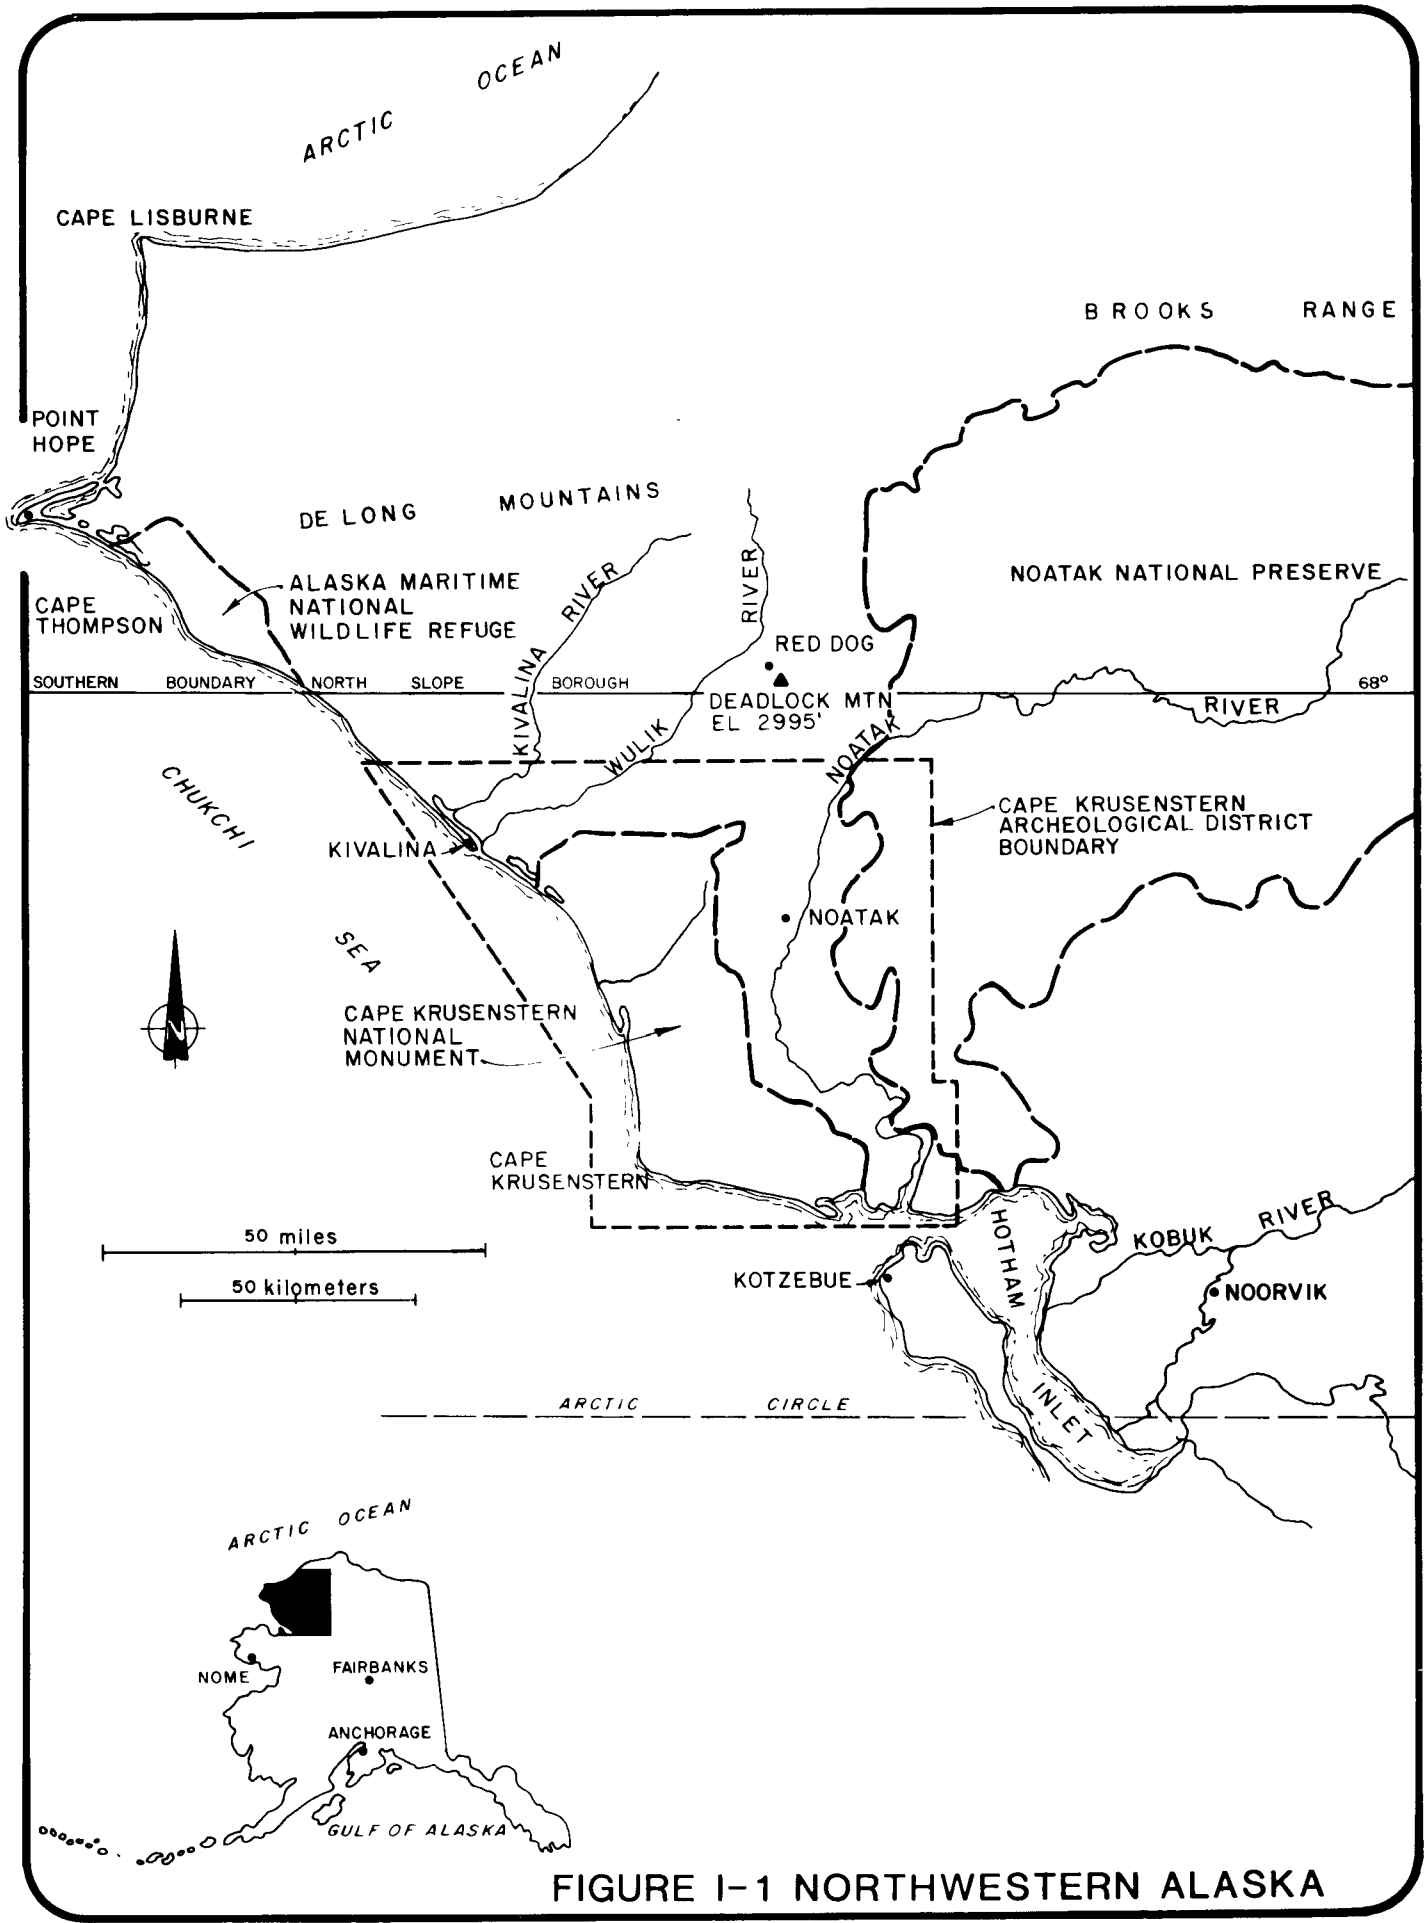 ARCTIC OCEAN
CAPE LISBURNE
BROOKS RANGE
POINT
HOPE
DE LONG MOUNTAINS
ALASKA MARITIME
NATIONAL
WILDLIFE REFUGE
KIVALINA RIVER
WULIK RIVER
NOATAK NATIONAL PRESERVE
CAPE
THOMPSON
RED DOG
SOUTHERN BOUNDARY NORTH SLOPE BOROUGH
68°
DEADLOCK MTN
EL 2995'
NOATAK RIVER
CHUKCHI SEA
CAPE KRUSENSTERN
ARCHEOLOGICAL DISTRICT
BOUNDARY
KIVALINA
NOATAK
N
CAPE KRUSENSTERN
NATIONAL
MONUMENT
CAPE
KRUSENSTERN
50 miles
50 kilometers
HOTHAM INLET
KOBUK RIVER
KOTZEBUE
NOORVIK
ARCTIC CIRCLE
ARCTIC OCEAN
NOME
FAIRBANKS
ANCHORAGE
GULF OF ALASKA
FIGURE I-1 NORTHWESTERN ALASKA